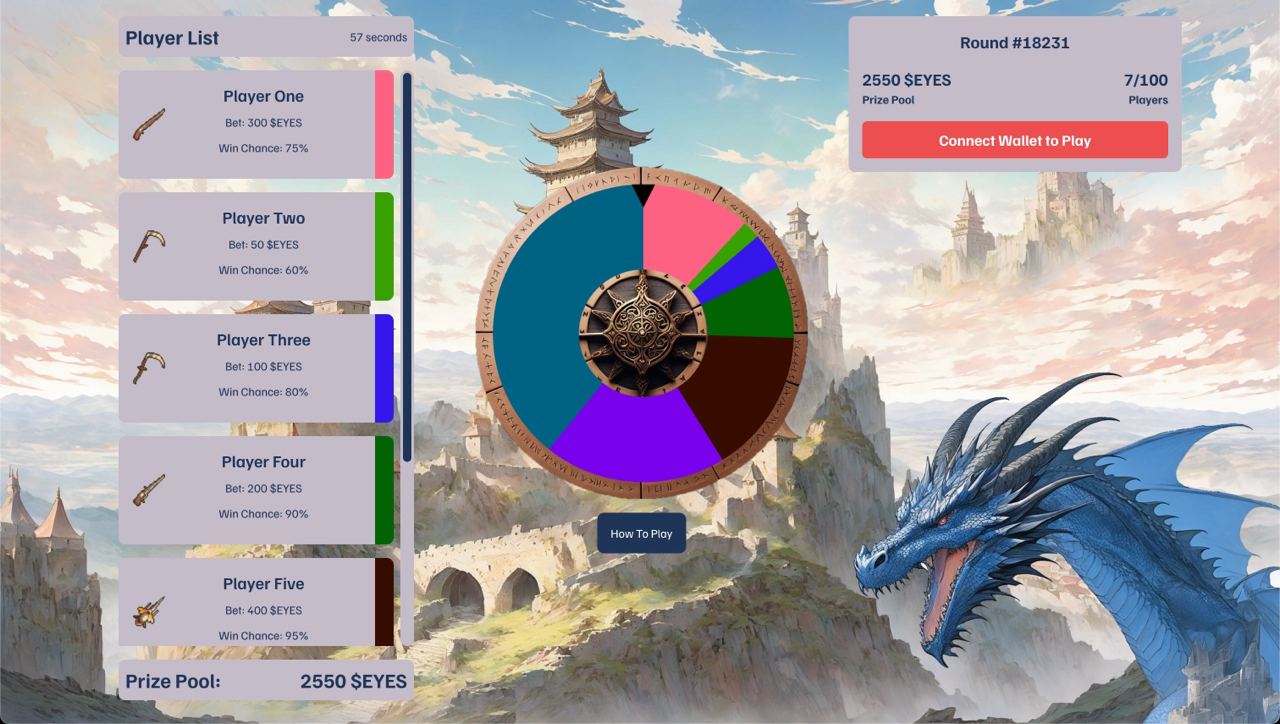 Player List
57 seconds
Player One
Bet: 300 $EYES
Win Chance: 75%
Player Two
Bet: 50 $EYES
Win Chance: 60%
Player Three
Bet: 100 $EYES
Win Chance: 80%
Player Four
Bet: 200 $EYES
Win Chance: 90%
Player Five
Bet: 400 $EYES
Win Chance: 95%
Prize Pool:
2550 $EYES
How To Play
Round #18231
2550 $EYES
7/100
Prize Pool
Players
Connect Wallet to Play